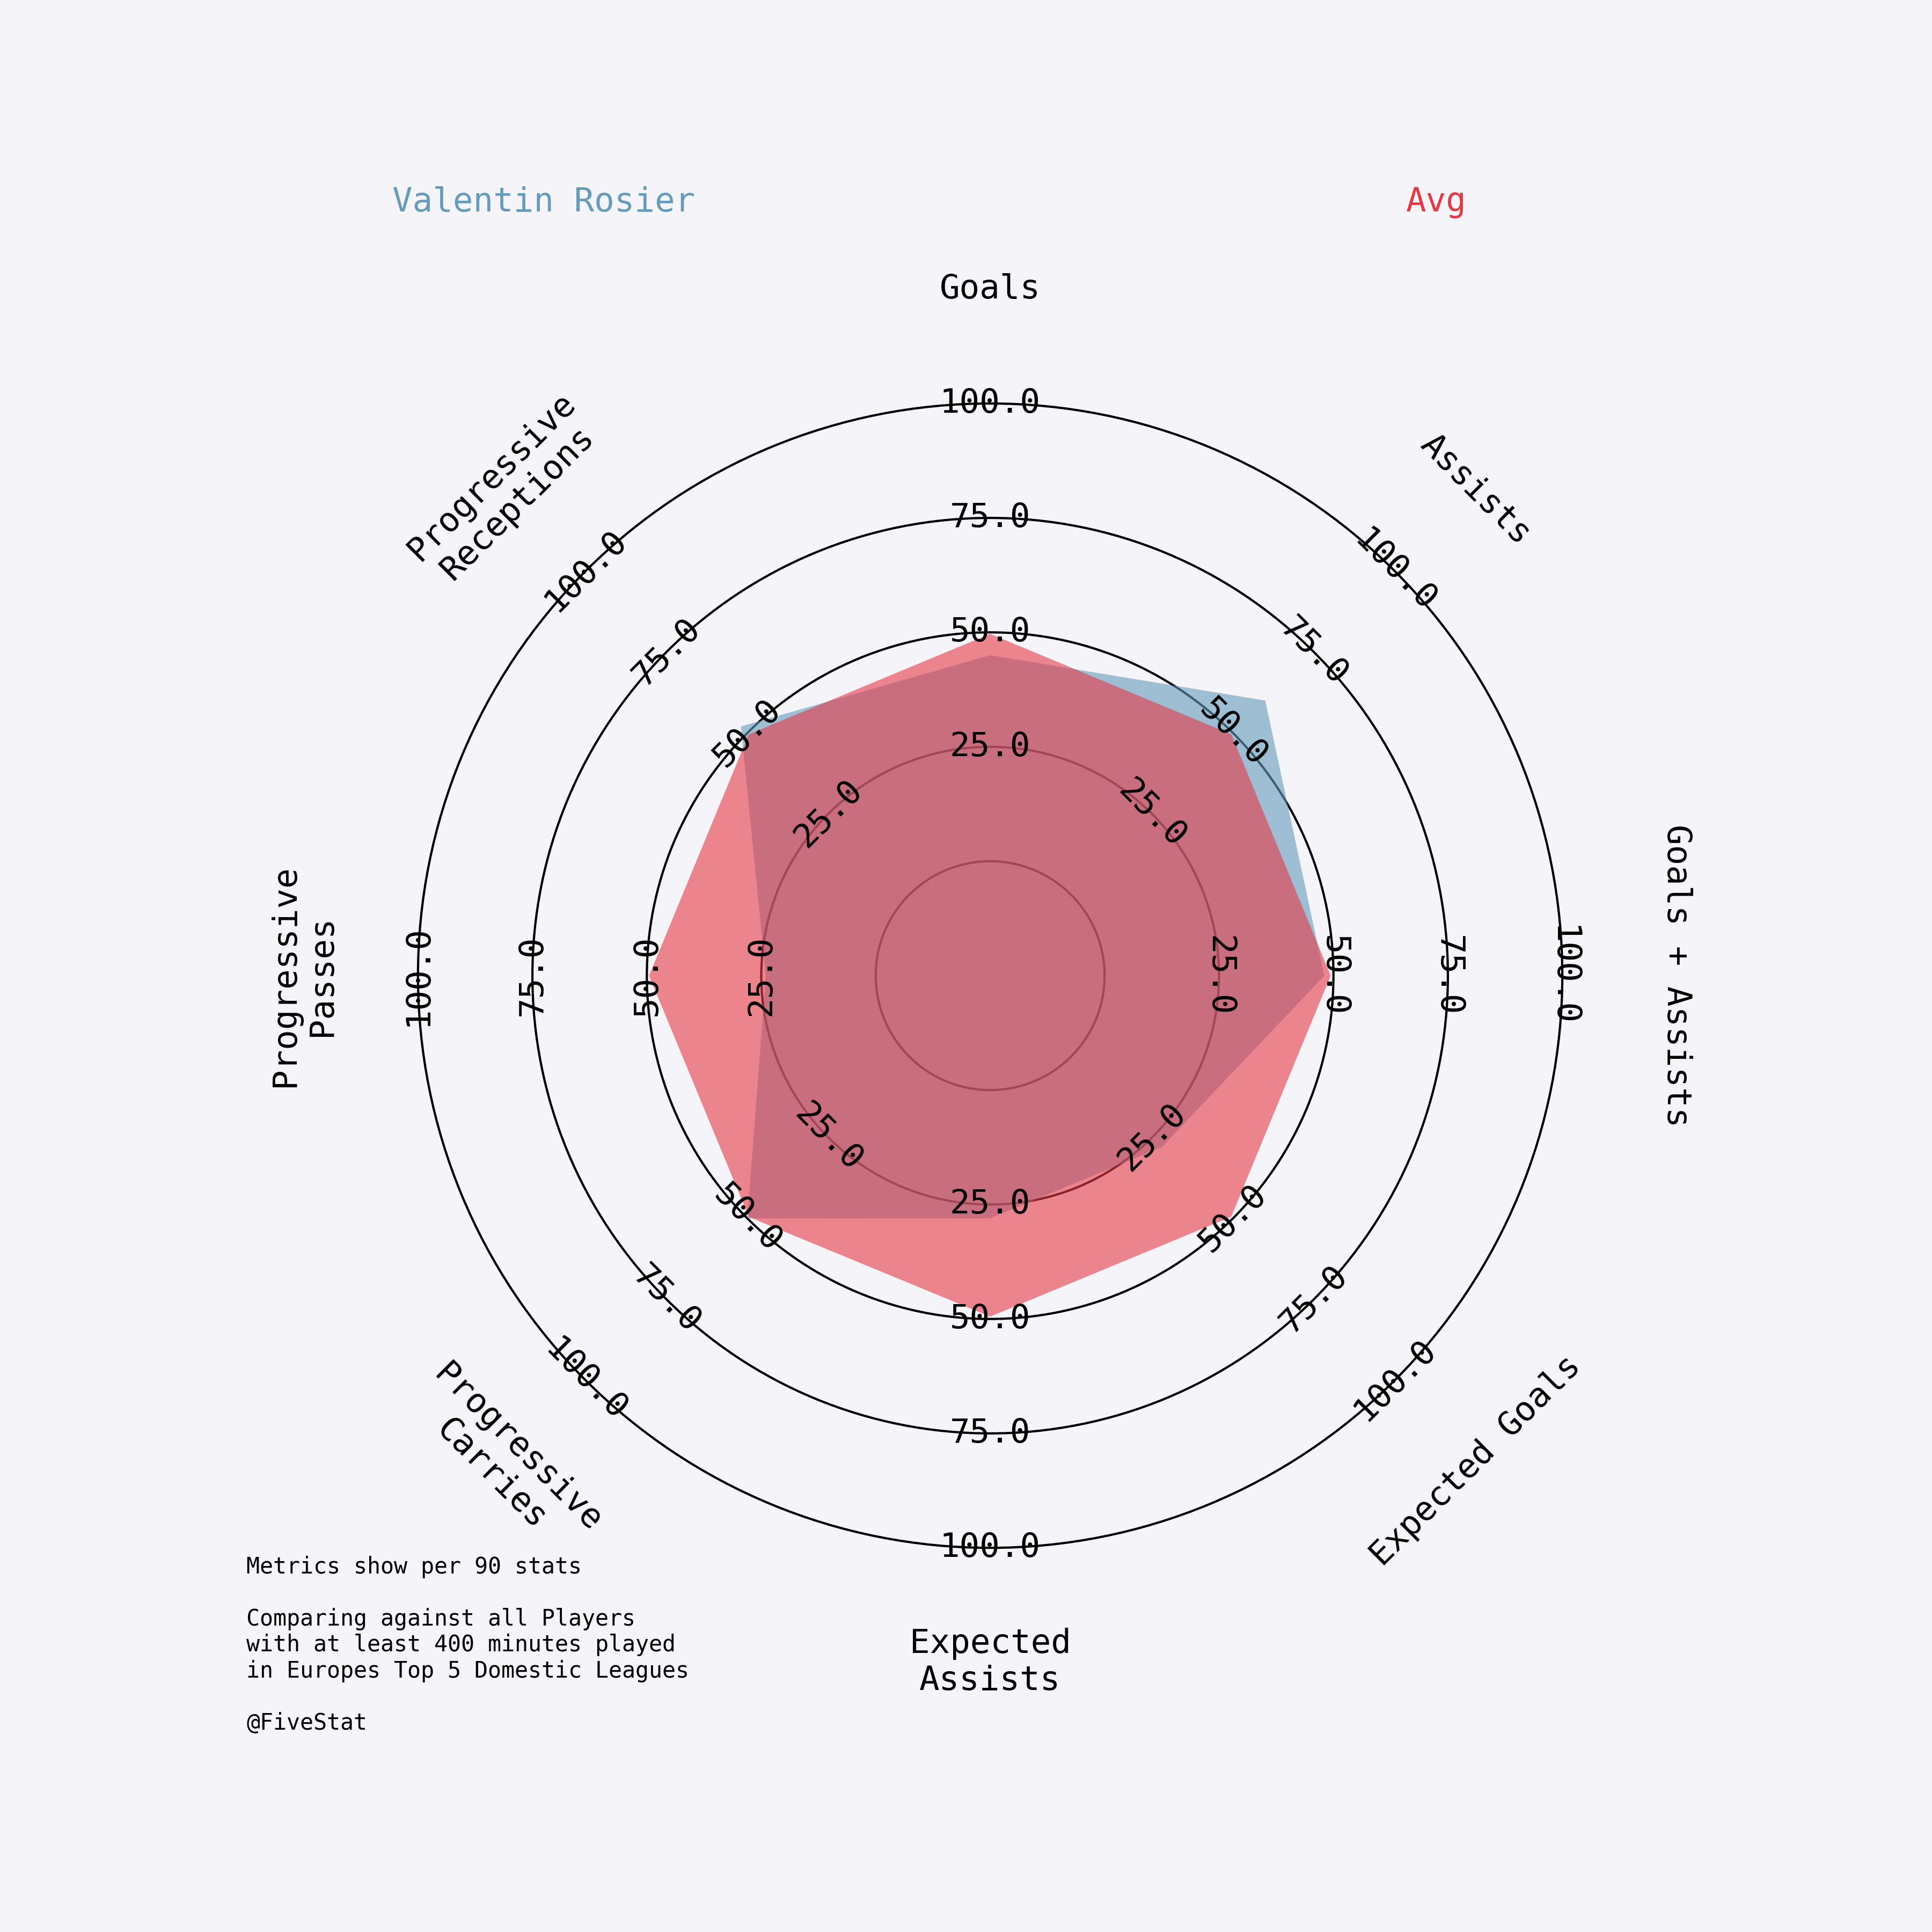 Valentin Rosier
Avg
Goals
Assists
Goals + Assists
Expected Goals
Expected
Assists
Progressive
Carries
Progressive
Passes
Progressive
Receptions
100.0
75.0
50.0
25.0
100.0
75.0
50.0
25.0
100.0
75.0
50.0
25.0
100.0
75.0
50.0
25.0
25.0
50.0
75.0
100.0
25.0
50.0
75.0
100.0
100.0
75.0
50.0
25.0
100.0
75.0
50.0
25.0
Metrics show per 90 stats
Comparing against all Players
with at least 400 minutes played
in Europes Top 5 Domestic Leagues
@FiveStat